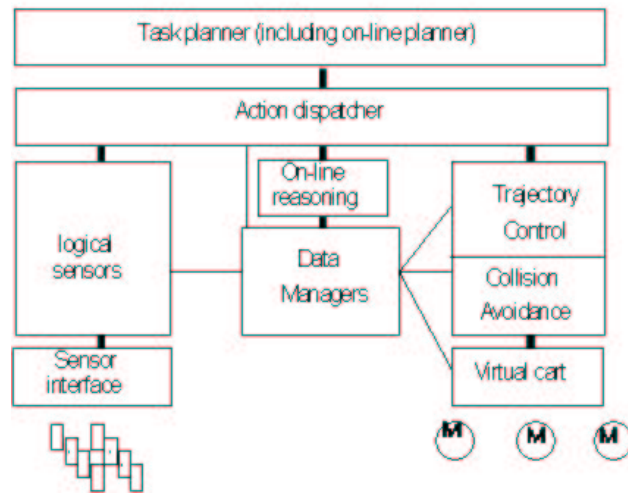 Task planner (including on-line planner)
Action dispatcher
On-line
reasoning
logical
sensors
Data
Managers
Trajectory
Control
Collision
Avoidance
Sensor
interface
Virtual cart
M
M
M